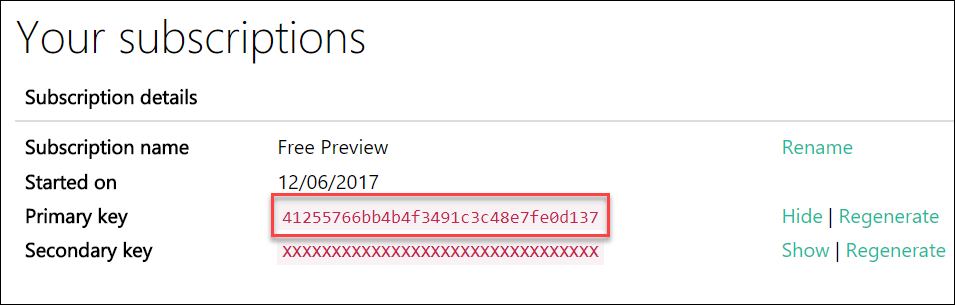 Your subscriptions
Subscription details
Subscription name Free Preview Rename
Started on 12/06/2017
Primary key 41255766bb4b4f3491c3c48e7fe0d137 Hide | Regenerate
Secondary key XXXXXXXXXXXXXXXXXXXXXXXXXXXXXXXX Show | Regenerate